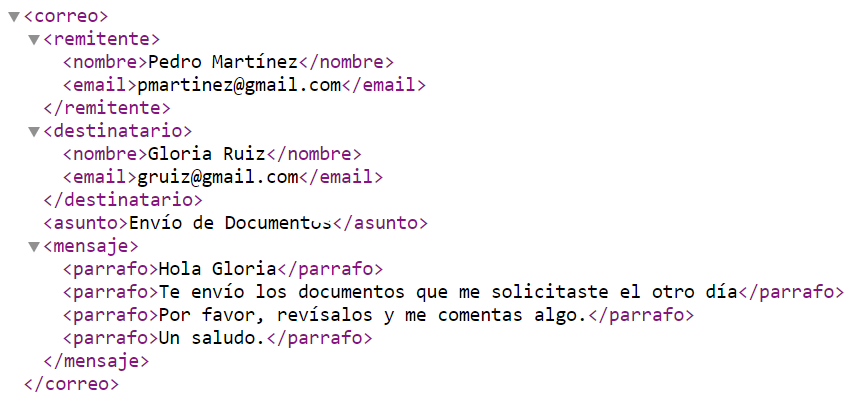 <correo>
<remitente>
<nombre>Pedro Martínez</nombre>
<email>pmartinez@gmail.com</email>
</remitente>
<destinatario>
<nombre>Gloria Ruiz</nombre>
<email>gruiz@gmail.com</email>
</destinatario>
<asunto>Envío de Documentos</asunto>
<mensaje>
<parrafo>Hola Gloria</parrafo>
<parrafo>Te envío los documentos que me solicitaste el otro día</parrafo>
<parrafo>Por favor, revísalos y me comentas algo.</parrafo>
<parrafo>Un saludo.</parrafo>
</mensaje>
</correo>